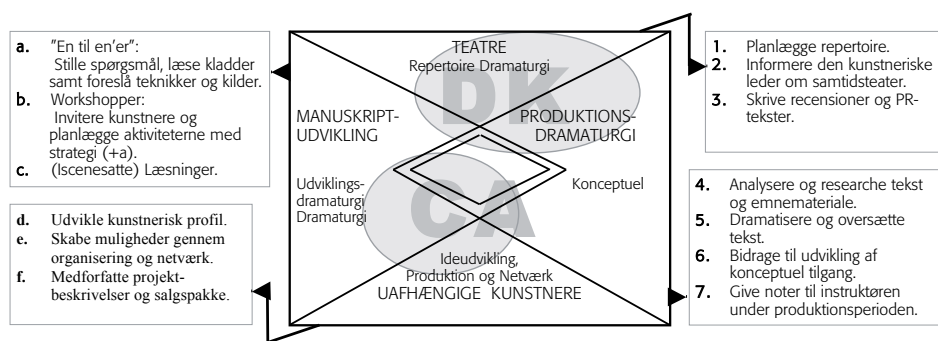 a. "En til en'er":
Stille spørgsmål, læse kladder
samt foreslå teknikker og kilder.
b. Workshopper:
Invitere kunstnere og
planlægge aktiviteterne med
strategi (+a).
c. (Iscenesatte) Læsninger.
d. Udvikle kunstnerisk profil.
e. Skabe muligheder gennem
organisering og netværk.
f. Medforfatte projekt-
beskrivelser og salgspakke.
TEATRE
Repertoire Dramaturgi
DK
MANUSKRIPT-
UDVIKLING
PRODUKTIONS-
DRAMATURGI
Udviklings-
dramaturgi
Dramaturgi
Konceptuel
CA
Ideudvikling,
Produktion og Netværk
UAFHÆNGIGE KUNSTNERE
1. Planlægge repertoire.
2. Informere den kunstneriske
leder om samtidsteater.
3. Skrive recensioner og PR-
tekster.
4. Analysere og researche tekst
og emnemateriale.
5. Dramatisere og oversætte
tekst.
6. Bidrage til udvikling af
konceptuel tilgang.
7. Give noter til instruktøren
under produktionsperioden.